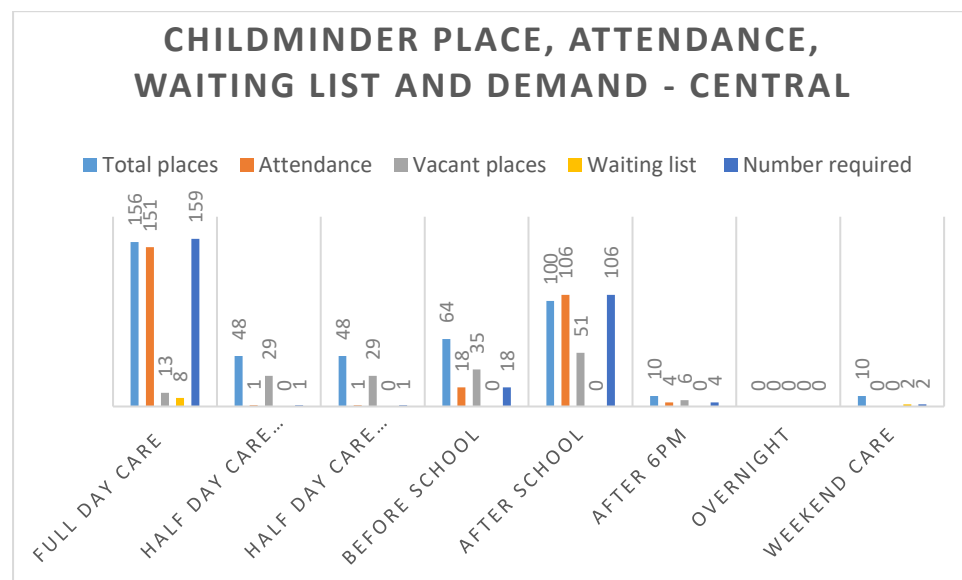 CHILDMINDER PLACE, ATTENDANCE,
WAITING LIST AND DEMAND - CENTRAL
Total places Attendance Vacant places Waiting list Number required
156 151 13 8 159
48 1 29 0 1
48 1 29 0 1
64 18 35 0 18
100 106 51 0 106
10 4 6 0 4
0 0 0 0 0
10 0 0 2 2
FULL DAY CARE
HALF DAY CARE…
HALF DAY CARE…
BEFORE SCHOOL
AFTER SCHOOL
AFTER 6PM
OVERNIGHT
WEEKEND CARE